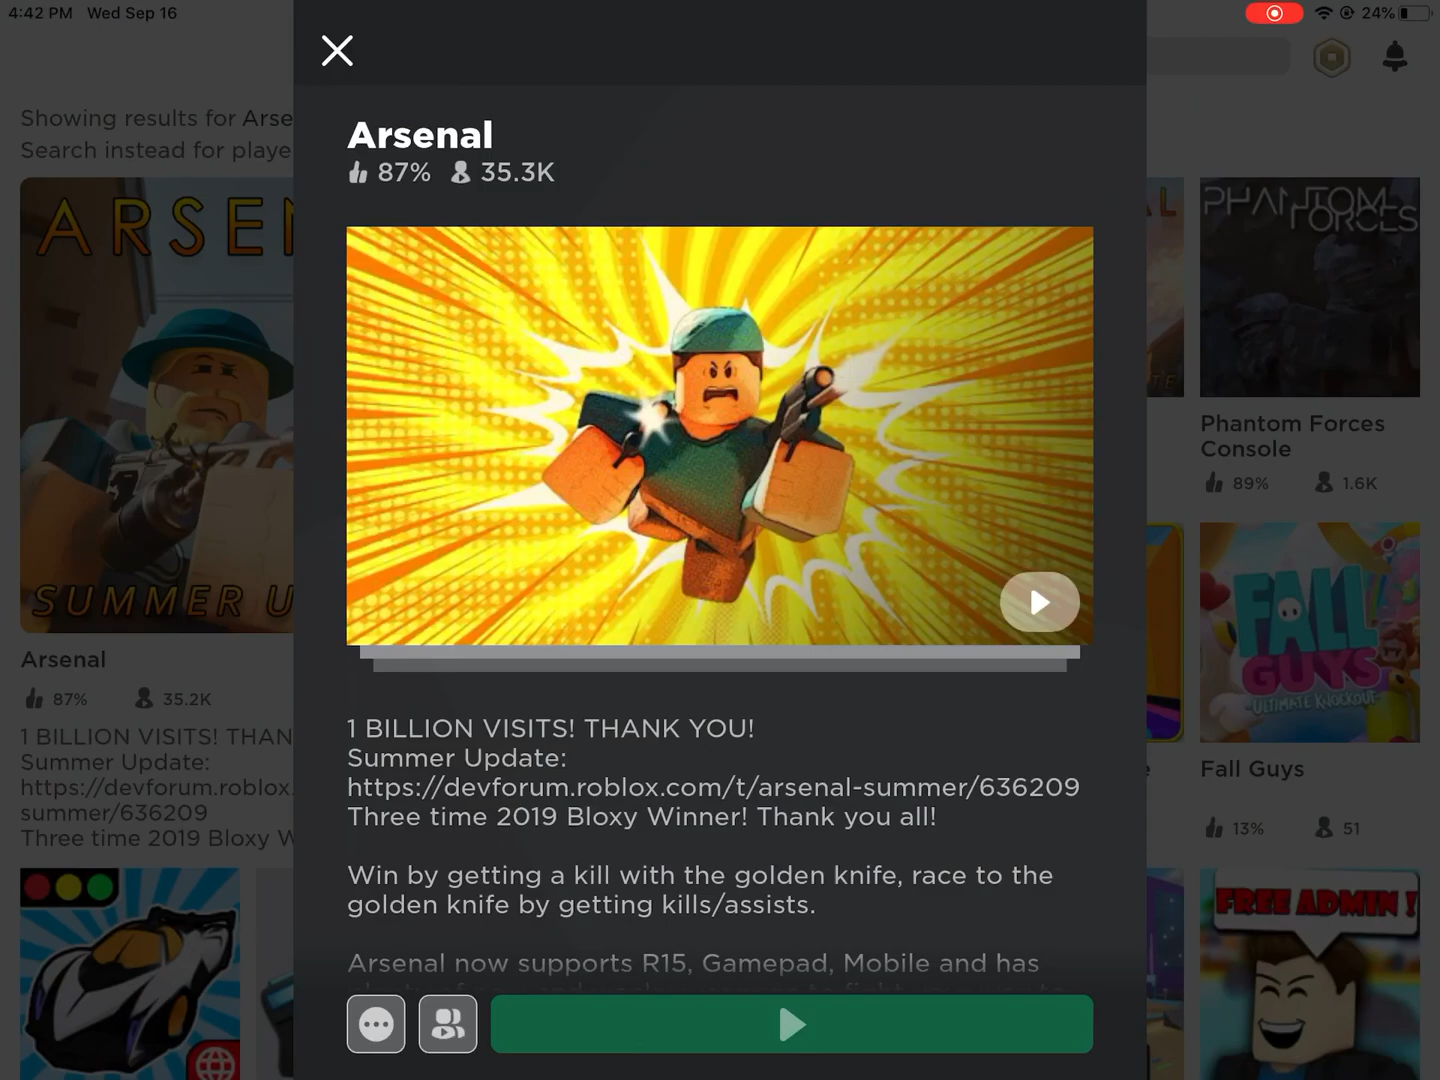 4:42 PM Wed Sep 16
24%
Showing results for Arse
Search instead for playe
ARSEN
SUMMER U
Arsenal
87% 35.2K
1 BILLION VISITS! THAN
Summer Update:
https://devforum.roblox.
summer/636209
Three time 2019 Bloxy W
Arsenal
87% 35.3K
1 BILLION VISITS! THANK YOU!
Summer Update:
https://devforum.roblox.com/t/arsenal-summer/636209
Three time 2019 Bloxy Winner! Thank you all!
Win by getting a kill with the golden knife, race to the
golden knife by getting kills/assists.
Arsenal now supports R15, Gamepad, Mobile and has
PHANTOM
FORCES
Phantom Forces
Console
89% 1.6K
FALL
GUYS
ULTIMATE KNOCKOUT
Fall Guys
13% 51
FREE ADMIN !